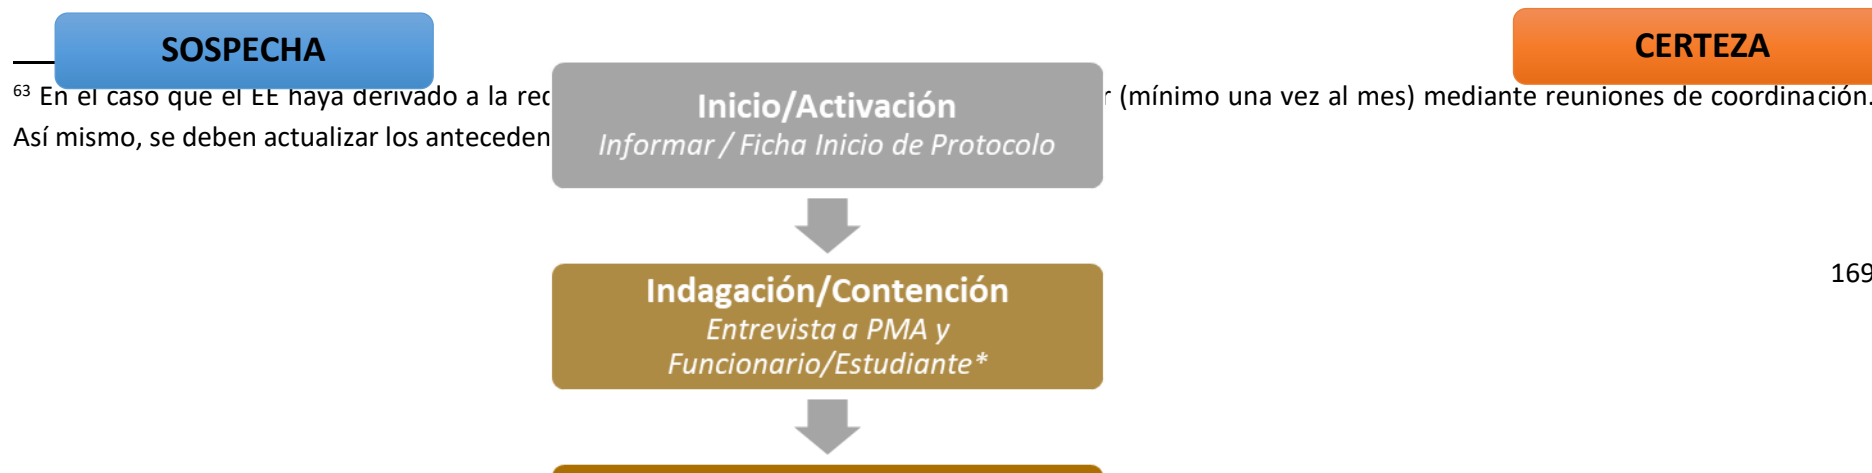 SOSPECHA
CERTEZA
63 En el caso que el EE haya derivado a la (mínimo una vez al mes) mediante reuniones de coordinación.
Así mismo, se deben actualizar los
Inicio/Activación
Informar / Ficha Inicio de Protocolo
Indagación/Contención
Entrevista a PMA y
Funcionario/Estudiante*
169